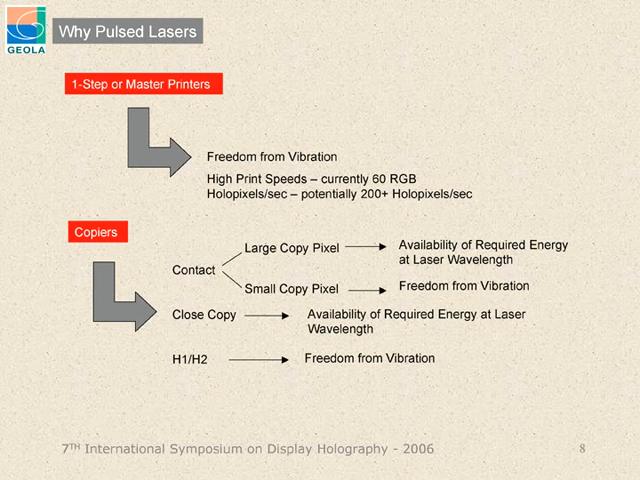 GEOLA
Why Pulsed Lasers
1-Step or Master Printers
Freedom from Vibration
High Print Speeds – currently 60 RGB
Holopixels/sec – potentially 200+ Holopixels/sec
Copiers
Contact
Large Copy Pixel
Availability of Required Energy
at Laser Wavelength
Small Copy Pixel
Freedom from Vibration
Close Copy
Availability of Required Energy at Laser
Wavelength
H1/H2
Freedom from Vibration
7TH International Symposium on Display Holography - 2006
8